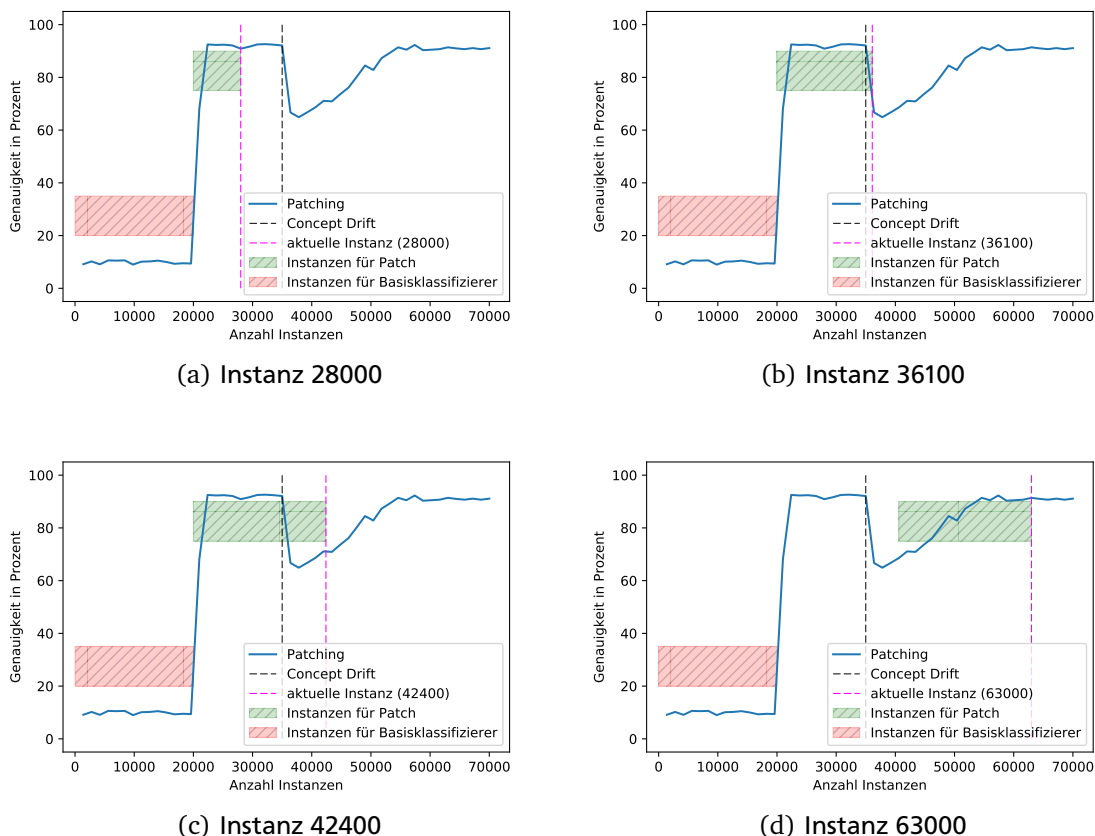 100
80
60
40
20
0
Genauigkeit in Prozent
0 10000 20000 30000 40000 50000 60000 70000
Anzahl Instanzen
Patching
Concept Drift
aktuelle Instanz (28000)
Instanzen für Patch
Instanzen für Basisklassifizierer
(a) Instanz 28000
100
80
60
40
20
0
Genauigkeit in Prozent
0 10000 20000 30000 40000 50000 60000 70000
Anzahl Instanzen
Patching
Concept Drift
aktuelle Instanz (36100)
Instanzen für Patch
Instanzen für Basisklassifizierer
(b) Instanz 36100
100
80
60
40
20
0
Genauigkeit in Prozent
0 10000 20000 30000 40000 50000 60000 70000
Anzahl Instanzen
Patching
Concept Drift
aktuelle Instanz (42400)
Instanzen für Patch
Instanzen für Basisklassifizierer
(c) Instanz 42400
100
80
60
40
20
0
Genauigkeit in Prozent
0 10000 20000 30000 40000 50000 60000 70000
Anzahl Instanzen
Patching
Concept Drift
aktuelle Instanz (63000)
Instanzen für Patch
Instanzen für Basisklassifizierer
(d) Instanz 63000